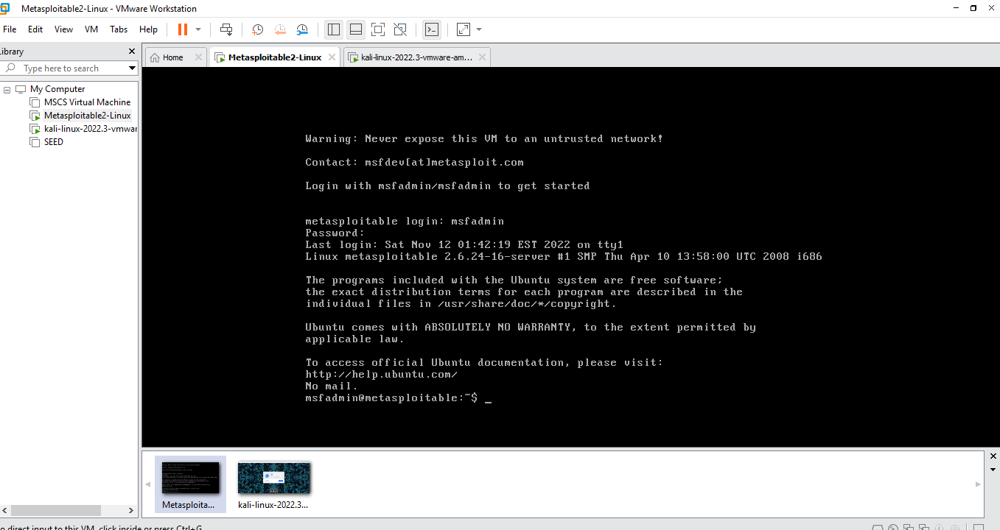 Metasploitable2-Linux - VMware Workstation
File Edit View VM Tabs Help
Library
Type here to search
My Computer
MSCS Virtual Machine
Metasploitable2-Linux
kali-linux-2022.3-vmwar
SEED
Home
Metasploitable2-Linux
kali-linux-2022.3-vmware-am...
Warning: Never expose this VM to an untrusted network!
Contact: msfdev[at]metasploit.com
Login with msfadmin/msfadmin to get started
metasploitable login: msfadmin
Password:
Last login: Sat Nov 12 01:42:19 EST 2022 on tty1
Linux metasploitable 2.6.24-16-server #1 SMP Thu Apr 10 13:58:00 UTC 2008 i686
The programs included with the Ubuntu system are free software;
the exact distribution terms for each program are described in the
individual files in /usr/share/doc/*/copyright.
Ubuntu comes with ABSOLUTELY NO WARRANTY, to the extent permitted by
applicable law.
To access official Ubuntu documentation, please visit:
http://help.ubuntu.com/
No mail.
msfadmin@metasploitable:~$ _
Metasploita...
kali-linux-2022.3...
o direct input to this VM, click inside or press Ctrl+G.